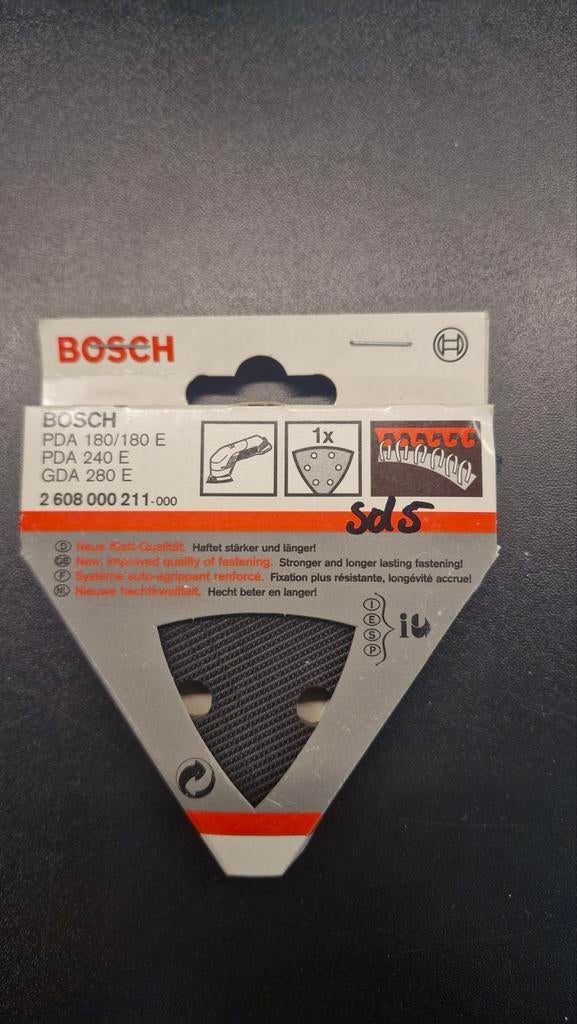 BOSCH
BOSCH
PDA 180/180 E
PDA 240 E
GDA 280 E
2 608 000 211-000
1x
sds
D Neue Klett-Qualität. Haftet stärker und länger!
GB New, improved quality of fastening. Stronger and longer lasting fastening!
F Système auto-agrippant renforcé. Fixation plus résistante, longévité accrue!
NL Nieuwe hechtkwaliteit. Hecht beter en langer!
I
E
S
P